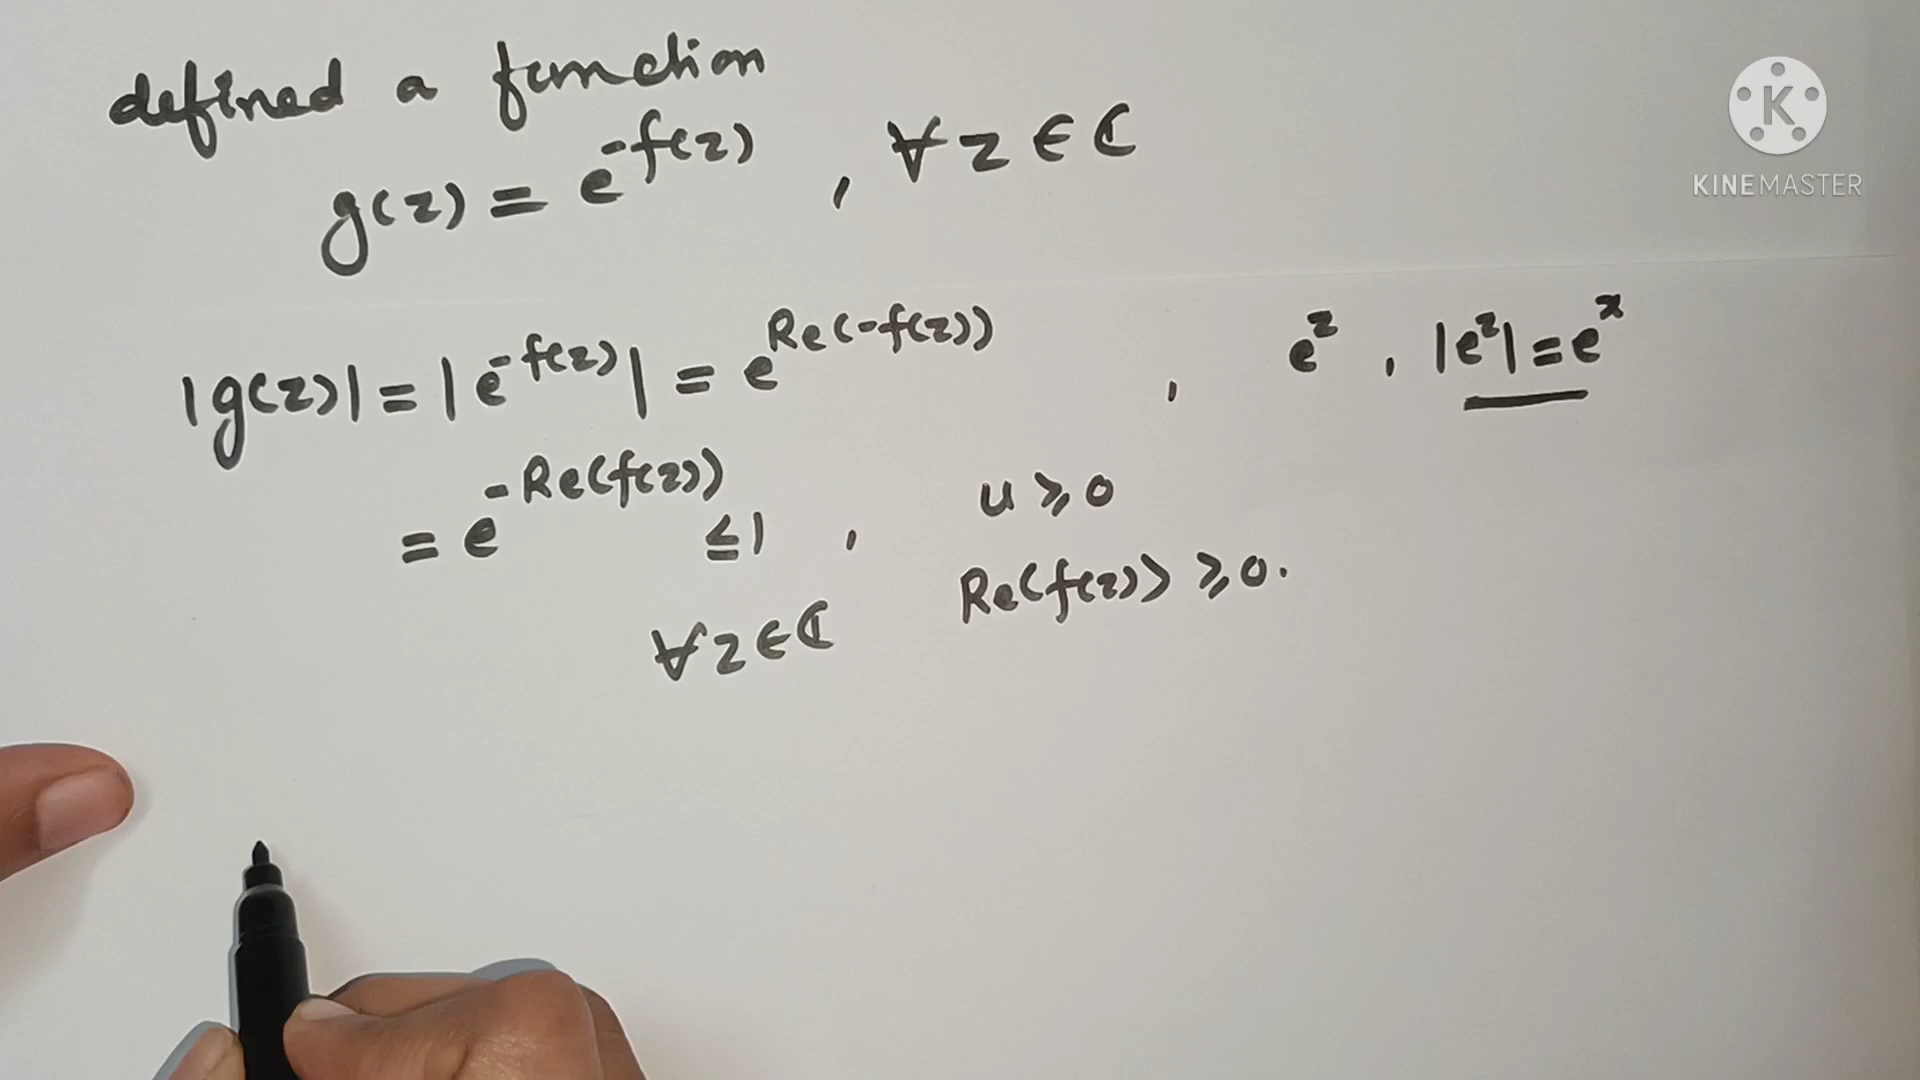 defined a function
g(z) = e^{-f(z)} , ∀ z ∈ ℂ
K
KINEMASTER
|g(z)| = |e^{-f(z)}| = e^{Re(-f(z))} , e^z , |e^z| = e^x
= e^{-Re(f(z))} ≤ 1 , u ≥ 0
∀ z ∈ ℂ Re(f(z)) ≥ 0.